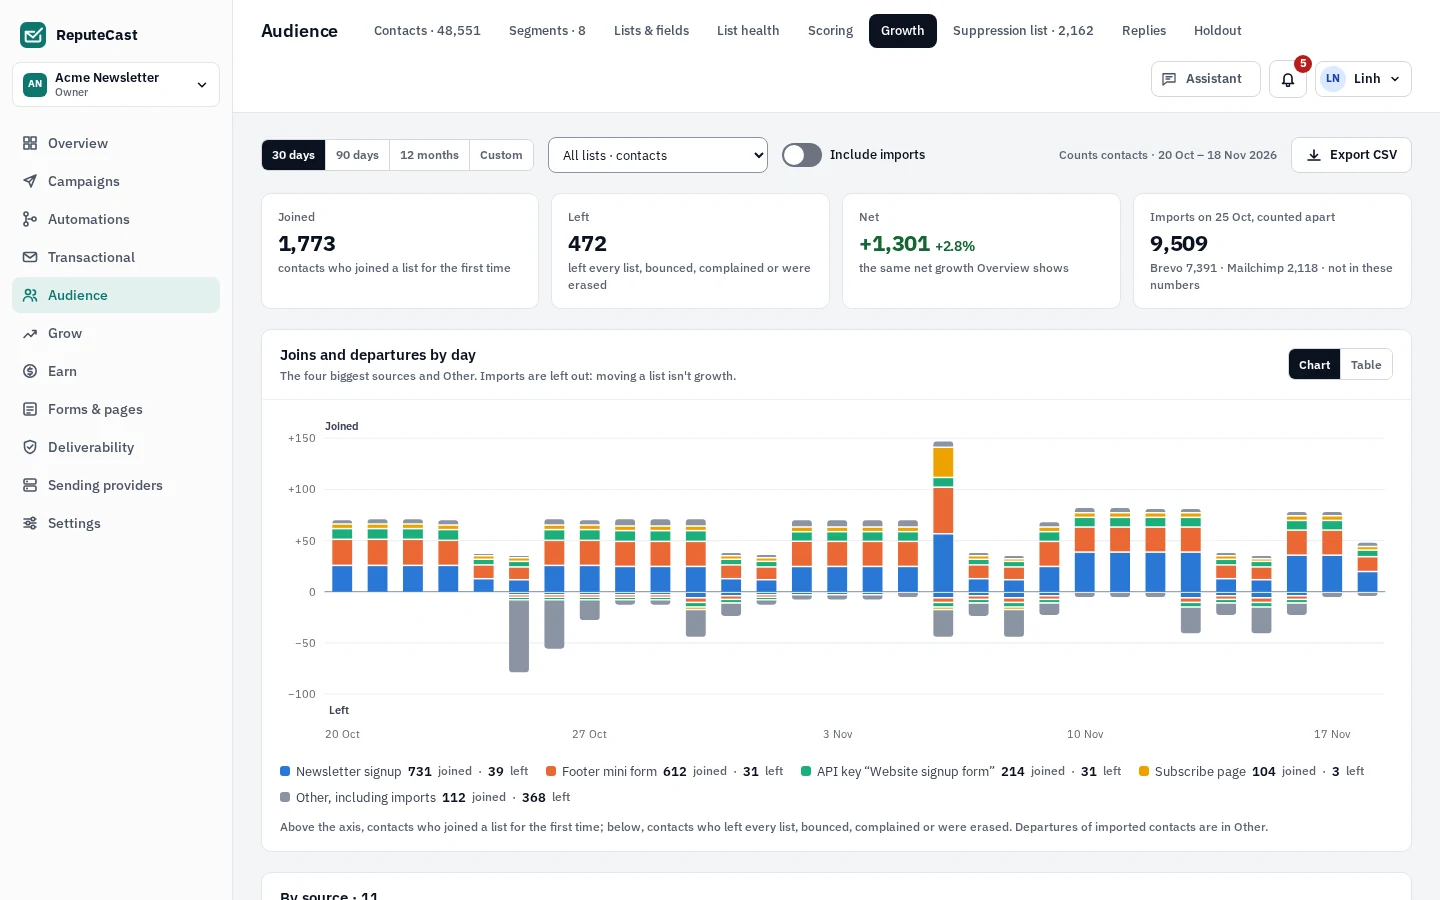 ReputeCast
AN
Acme Newsletter
Owner
Overview
Campaigns
Automations
Transactional
Audience
Grow
Earn
Forms & pages
Deliverability
Sending providers
Settings
Audience
Contacts · 48,551
Segments · 8
Lists & fields
List health
Scoring
Growth
Suppression list · 2,162
Replies
Holdout
Assistant
5
LN
Linh
30 days
90 days
12 months
Custom
All lists · contacts
Include imports
Counts contacts · 20 Oct – 18 Nov 2026
Export CSV
Joined
1,773
contacts who joined a list for the first time
Left
472
left every list, bounced, complained or were
erased
Net
+1,301 +2.8%
the same net growth Overview shows
Imports on 25 Oct, counted apart
9,509
Brevo 7,391 · Mailchimp 2,118 · not in these
numbers
Joins and departures by day
The four biggest sources and Other. Imports are left out: moving a list isn't growth.
Chart
Table
Joined
+150
+100
+50
0
−50
−100
Left
20 Oct
27 Oct
3 Nov
10 Nov
17 Nov
Newsletter signup 731 joined · 39 left
Footer mini form 612 joined · 31 left
API key “Website signup form” 214 joined · 31 left
Subscribe page 104 joined · 3 left
Other, including imports 112 joined · 368 left
Above the axis, contacts who joined a list for the first time; below, contacts who left every list, bounced, complained or were erased. Departures of imported contacts are in Other.
By source · 11